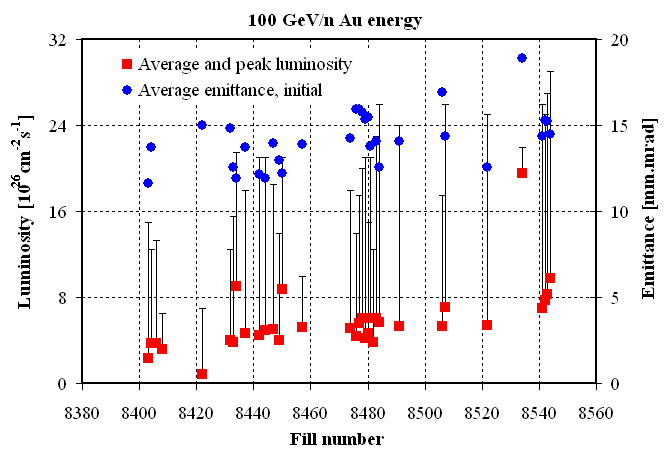 100 GeV/n Au energy
32
24
16
8
0
20
15
10
5
0
Luminosity [10^26 cm^-2 s^-1]
Emittance [mm.mrad]
Average and peak luminosity
Average emittance, initial
8380 8400 8420 8440 8460 8480 8500 8520 8540 8560
Fill number